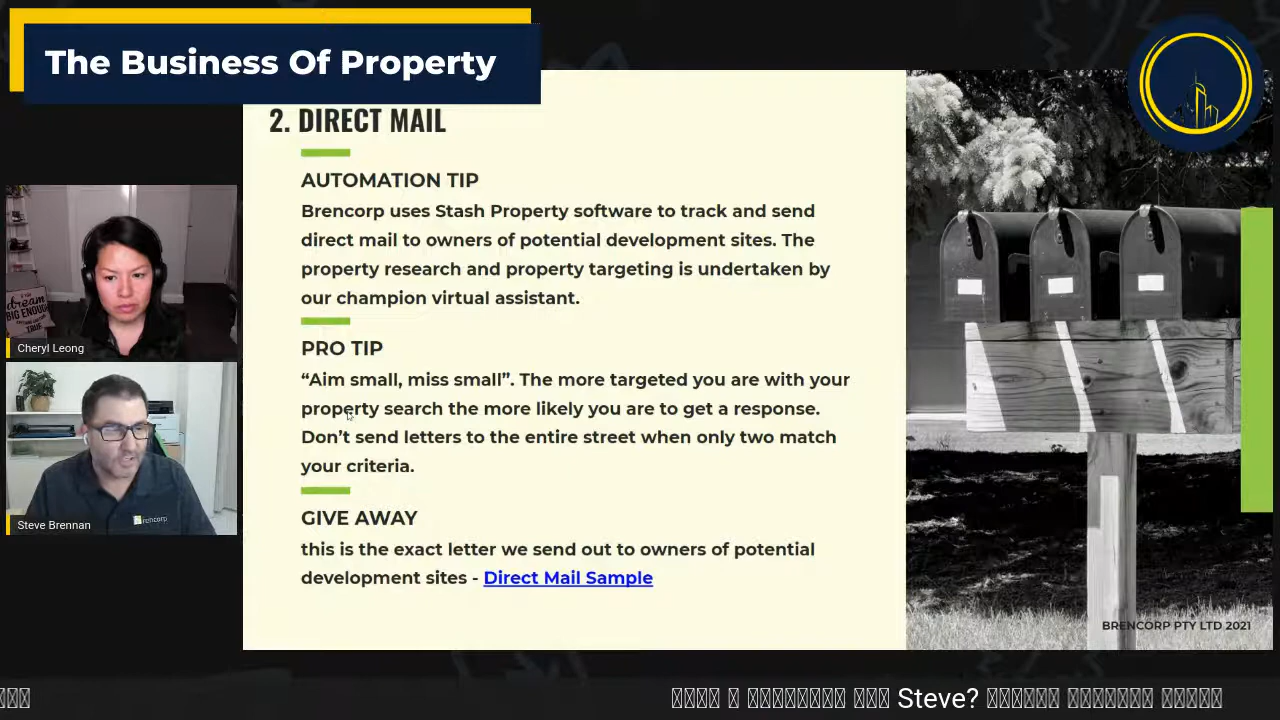 The Business Of Property
2. DIRECT MAIL
AUTOMATION TIP
Brencorp uses Stash Property software to track and send
direct mail to owners of potential development sites. The
property research and property targeting is undertaken by
our champion virtual assistant.
PRO TIP
“Aim small, miss small”. The more targeted you are with your
property search the more likely you are to get a response.
Don’t send letters to the entire street when only two match
your criteria.
GIVE AWAY
this is the exact letter we send out to owners of potential
development sites - Direct Mail Sample
BRENCORP PTY LTD 2021
dream
BIG ENOUGH
TRUE
Cheryl Leong
Steve Brennan
Steve?